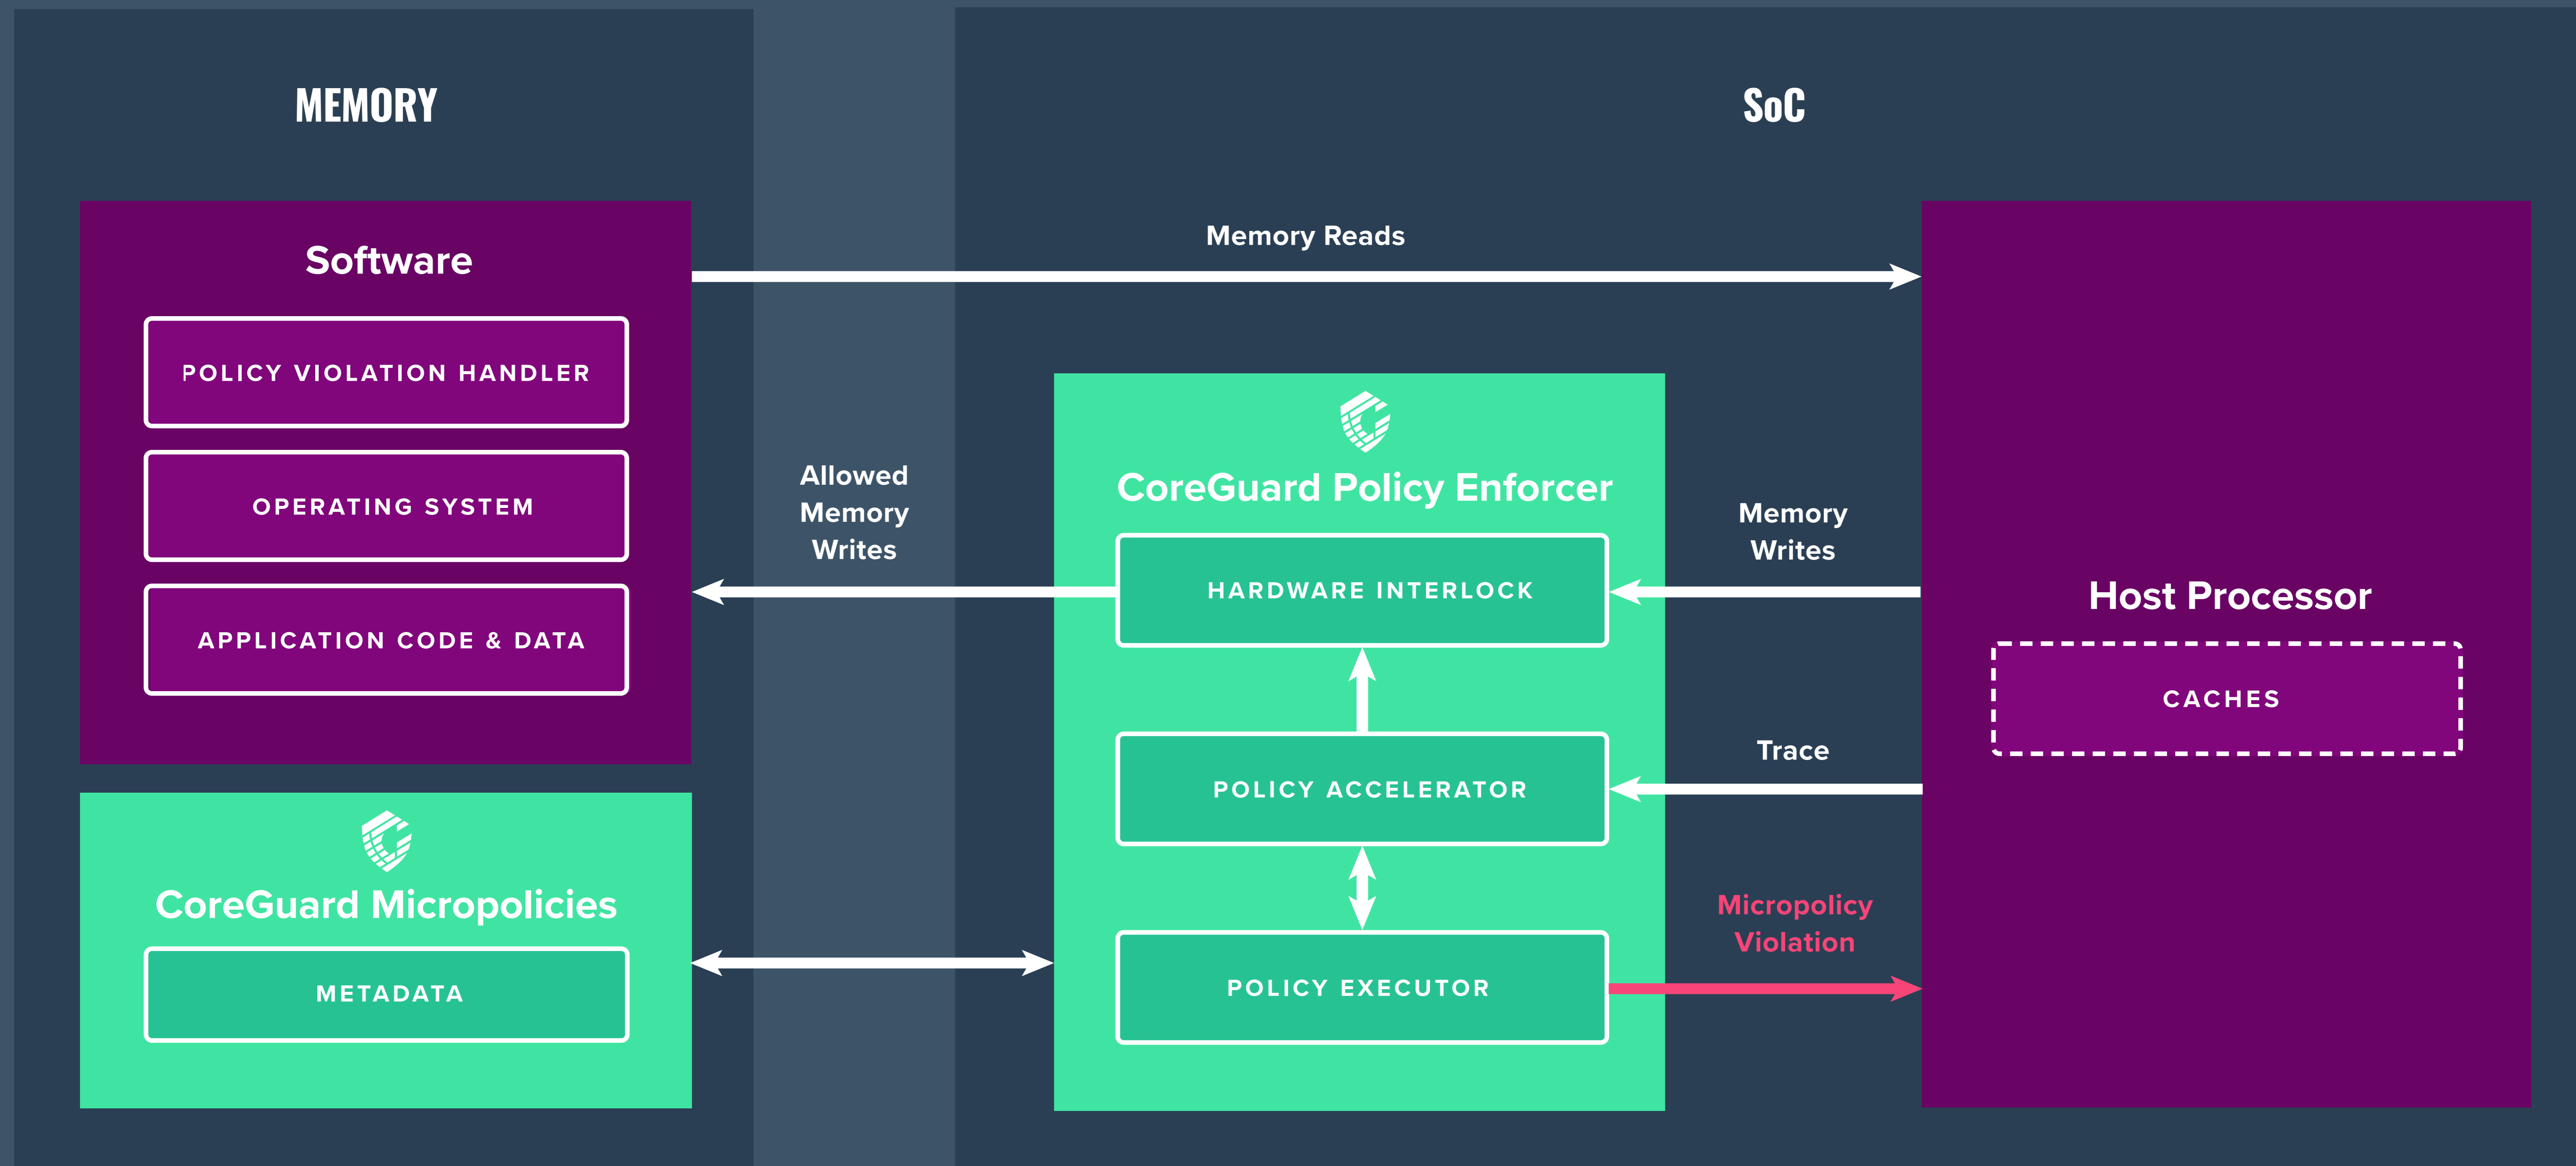 MEMORY
SoC
Software
POLICY VIOLATION HANDLER
OPERATING SYSTEM
APPLICATION CODE & DATA
CoreGuard Micropolicies
METADATA
Memory Reads
Allowed
Memory
Writes
CoreGuard Policy Enforcer
HARDWARE INTERLOCK
POLICY ACCELERATOR
POLICY EXECUTOR
Memory
Writes
Trace
Micropolicy
Violation
Host Processor
CACHES